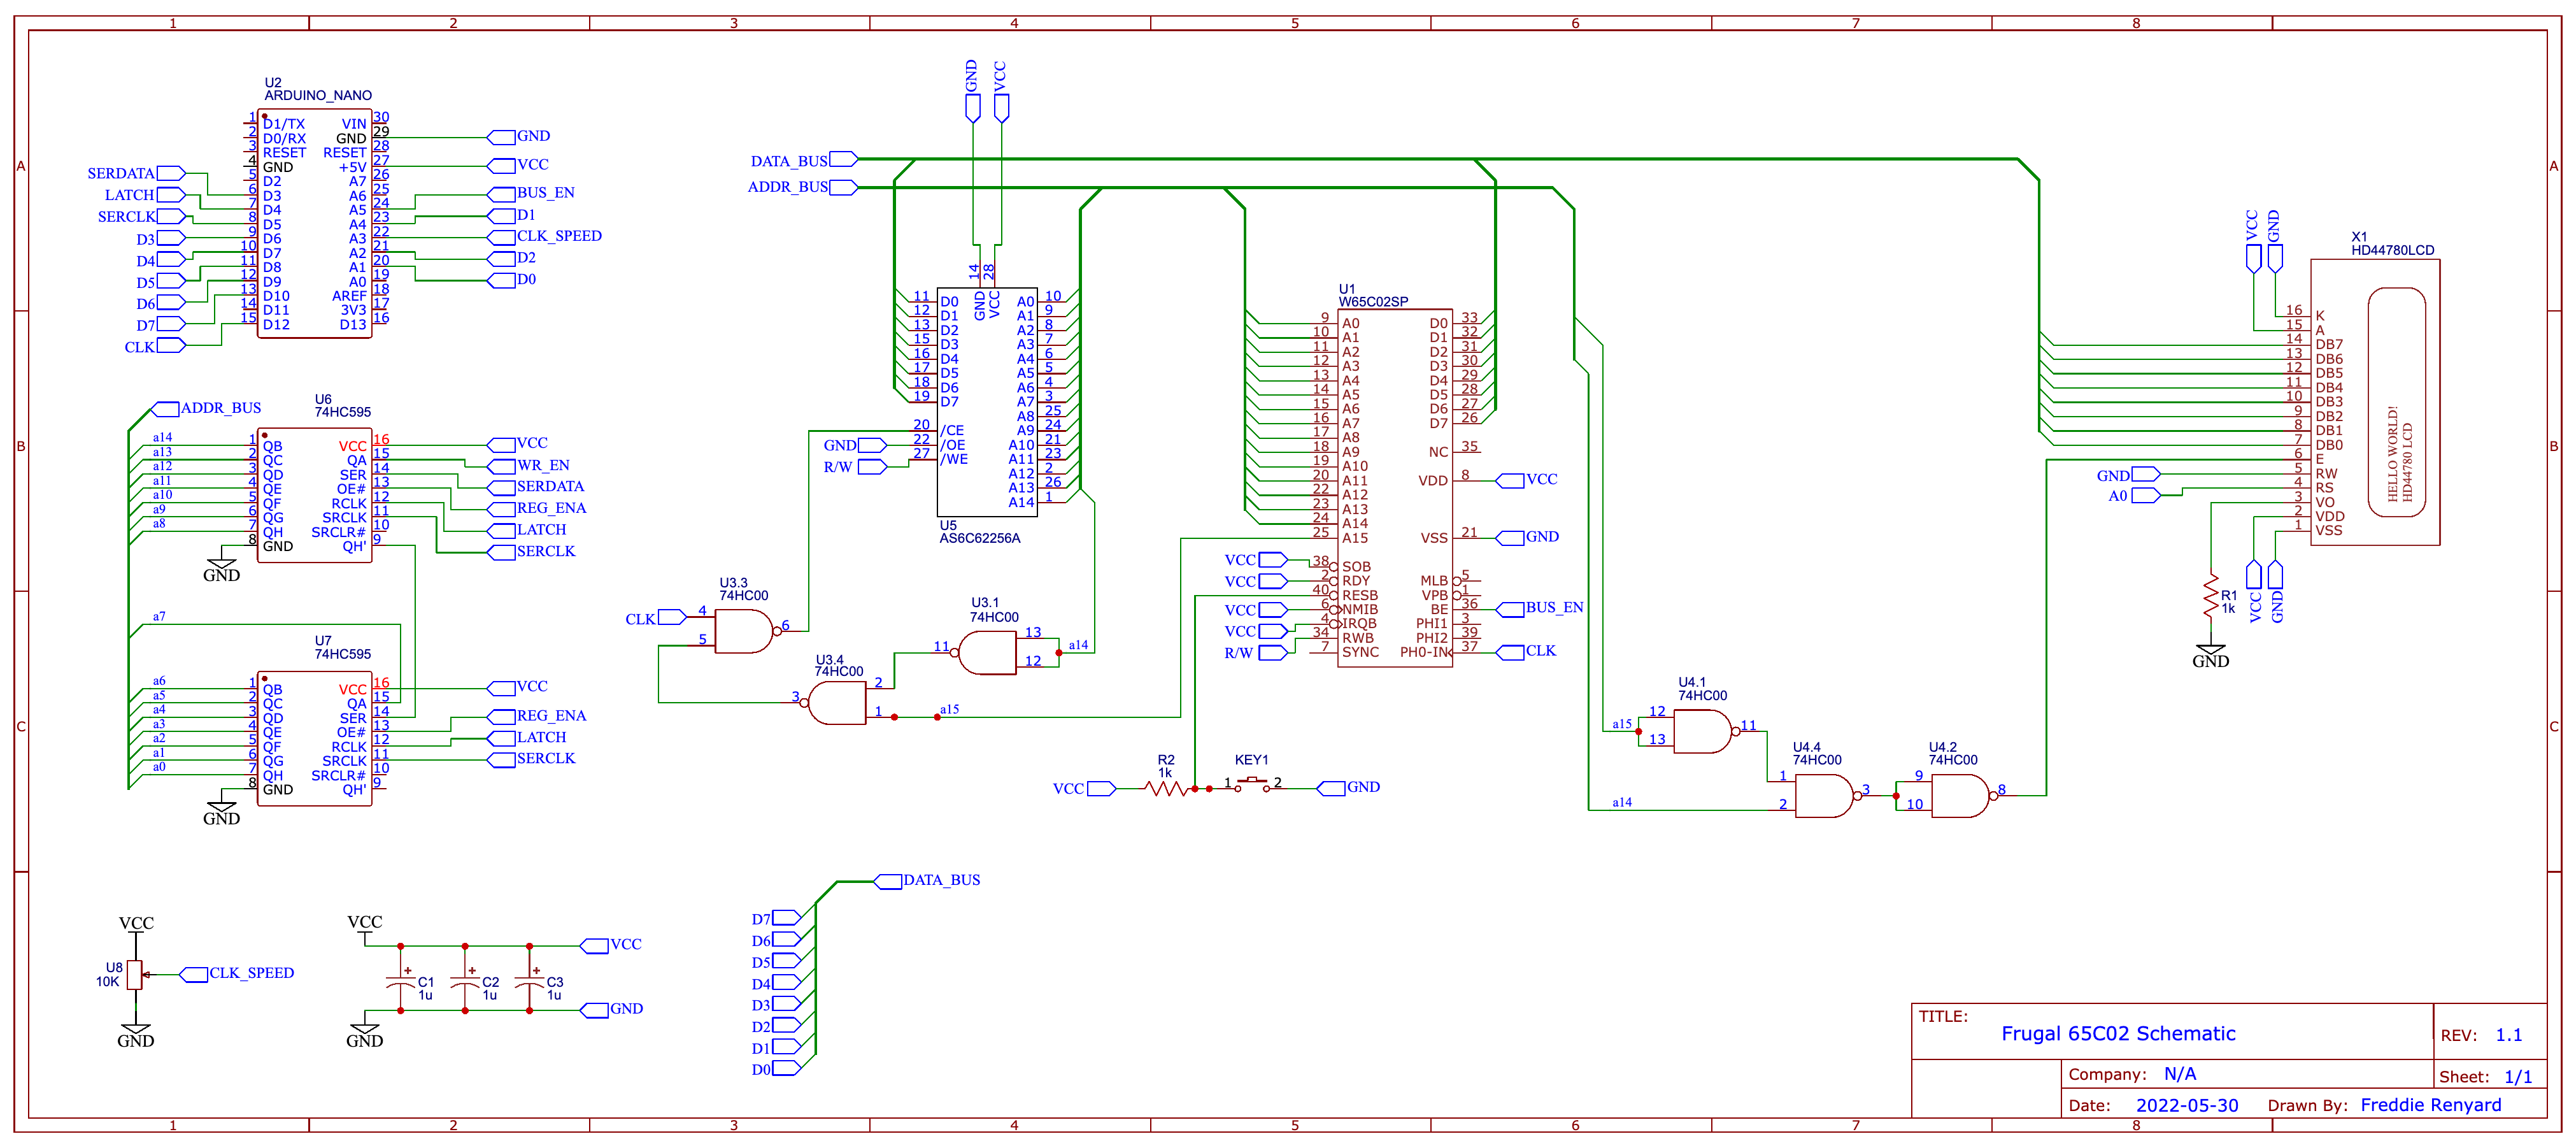 1 2 3 4 5 6 7 8
A
B
C
U2
ARDUINO_NANO
1 D1/TX VIN 30
2 D0/RX GND 29
3 RESET RESET 28
4 GND +5V 27
5 D2 A7 26
6 D3 A6 25
7 D4 A5 24
8 D5 A4 23
9 D6 A3 22
10 D7 A2 21
11 D8 A1 20
12 D9 A0 19
13 D10 AREF 18
14 D11 3V3 17
15 D12 D13 16
SERDATA
LATCH
SERCLK
D3
D4
D5
D6
D7
CLK
GND
VCC
BUS_EN
D1
CLK_SPEED
D2
D0
ADDR_BUS
U6
74HC595
a14 1 QB VCC 16 VCC
a13 2 QC QA 15 WR_EN
a12 3 QD SER 14 SERDATA
a11 4 QE OE# 13 REG_ENA
a10 5 QF RCLK 12 LATCH
a9 6 QG SRCLK 11 SERCLK
a8 7 QH SRCLR# 10
8 GND QH' 9
GND
a7
U7
74HC595
a6 1 QB VCC 16 VCC
a5 2 QC QA 15
a4 3 QD SER 14 REG_ENA
a3 4 QE OE# 13
a2 5 QF RCLK 12 LATCH
a1 6 QG SRCLK 11 SERCLK
a0 7 QH SRCLR# 10
8 GND QH' 9
GND
VCC
U8
10K
CLK_SPEED
GND
VCC
VCC
C1
1u
C2
1u
C3
1u
GND
GND
DATA_BUS
ADDR_BUS
GND
VCC
14 28
GND VCC
11 D0 A0 10
12 D1 A1 9
13 D2 A2 8
15 D3 A3 7
16 D4 A4 6
17 D5 A5 5
18 D6 A6 4
19 D7 A7 3
A8 25
20 /CE A9 24
GND 22 /OE A10 21
R/W 27 /WE A11 23
A12 2
A13 26
A14 1
U5
AS6C62256A
U3.3
74HC00
CLK 4
5
6
U3.1
74HC00
11
13
12
a14
U3.4
74HC00
3
2
1
a15
U1
W65C02SP
9 A0 D0 33
10 A1 D1 32
11 A2 D2 31
12 A3 D3 30
13 A4 D4 29
14 A5 D5 28
15 A6 D6 27
16 A7 D7 26
17 A8
18 A9 NC 35
19 A10
20 A11 VDD 8 VCC
22 A12
23 A13
24 A14
25 A15 VSS 21 GND
VCC 38 SOB
VCC 2 RDY MLB 5
40 RESB VPB 1
VCC 6 NMIB BE 36 BUS_EN
VCC 4 IRQB PHI1 3
34 RWB PHI2 39
R/W 7 SYNC PH0-IN 37 CLK
VCC
R2
1k
KEY1
1 2
GND
a15
12
13
U4.1
74HC00
11
a14
U4.4
74HC00
1
2
3
U4.2
74HC00
9
10
8
X1
HD44780LCD
VCC
GND
16 K
15 A
14 DB7
13 DB6
12 DB5
11 DB4
10 DB3
9 DB2
8 DB1
7 DB0
6 E
GND 5 RW
A0 4 RS
3 VO
2 VDD
1 VSS
HELLO WORLD!
HD44780 LCD
VCC
GND
R1
1k
GND
DATA_BUS
D7
D6
D5
D4
D3
D2
D1
D0
TITLE:
Frugal 65C02 Schematic
REV: 1.1
Company: N/A
Sheet: 1/1
Date: 2022-05-30 Drawn By: Freddie Renyard
A
B
C
1 2 3 4 5 6 7 8